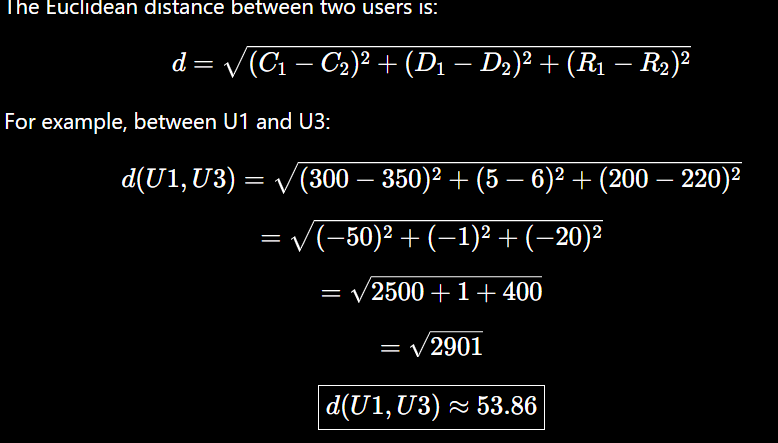 The Euclidean distance between two users is:
d = √(C₁ − C₂)² + (D₁ − D₂)² + (R₁ − R₂)²
For example, between U1 and U3:
d(U1, U3) = √(300 − 350)² + (5 − 6)² + (200 − 220)²
= √(−50)² + (−1)² + (−20)²
= √2500 + 1 + 400
= √2901
d(U1, U3) ≈ 53.86